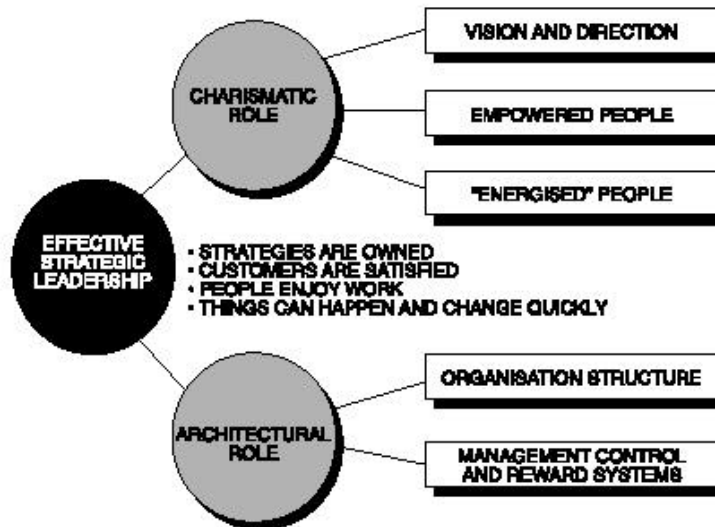 VISION AND DIRECTION
CHARISMATIC
ROLE
EMPOWERED PEOPLE
"ENERGISED" PEOPLE
EFFECTIVE
STRATEGIC
LEADERSHIP
• STRATEGIES ARE OWNED
• CUSTOMERS ARE SATISFIED
• PEOPLE ENJOY WORK
• THINGS CAN HAPPEN AND CHANGE QUICKLY
ORGANISATION STRUCTURE
ARCHITECTURAL
ROLE
MANAGEMENT CONTROL
AND REWARD SYSTEMS